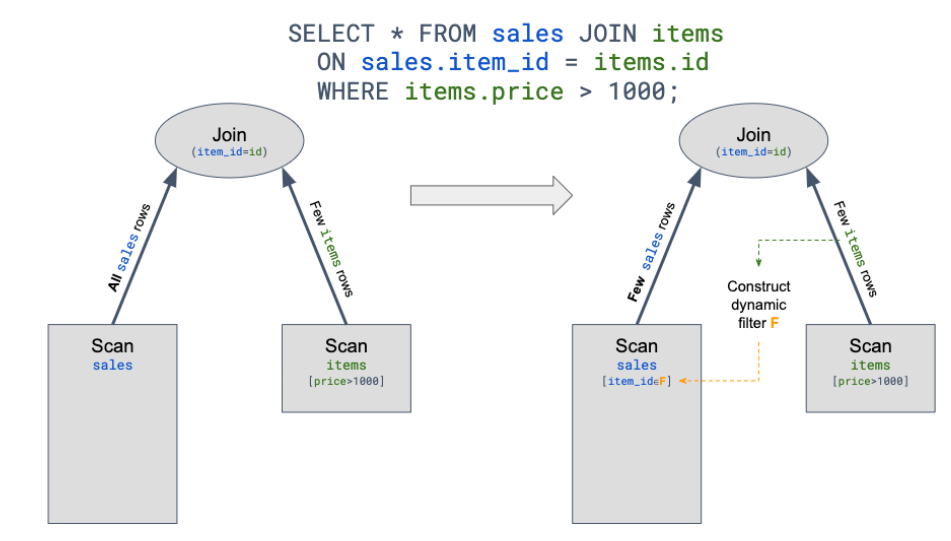 SELECT * FROM sales JOIN items
ON sales.item_id = items.id
WHERE items.price > 1000;
Join
(item_id=id)
All sales rows
Few items rows
Scan
sales
Scan
items
[price>1000]
Join
(item_id=id)
Few sales rows
Few items rows
Construct
dynamic
filter F
Scan
sales
[item_id∈F]
Scan
items
[price>1000]